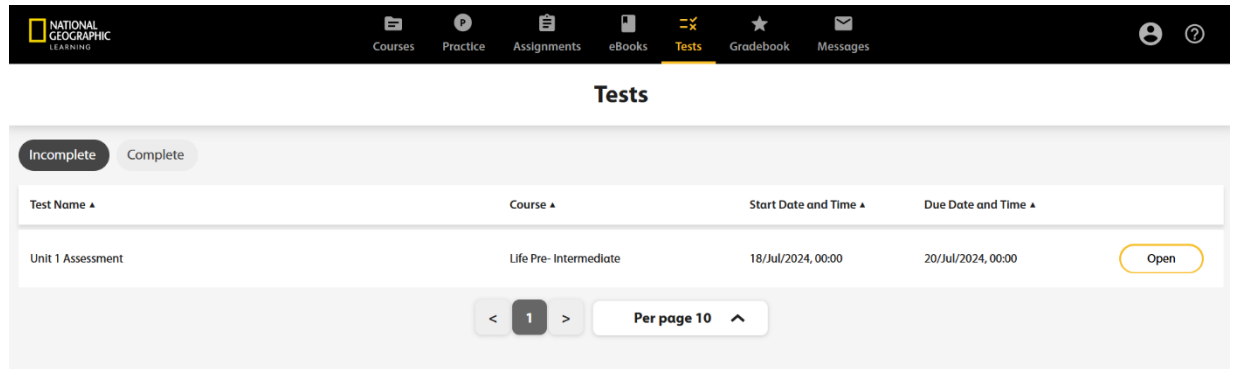 NATIONAL
GEOGRAPHIC
LEARNING
Courses
P
Practice
Assignments
eBooks
Tests
Gradebook
Messages
?
Tests
Incomplete Complete
Test Name ▲ Course ▲ Start Date and Time ▲ Due Date and Time ▲
Unit 1 Assessment Life Pre- Intermediate 18/Jul/2024, 00:00 20/Jul/2024, 00:00 Open
< 1 > Per page 10